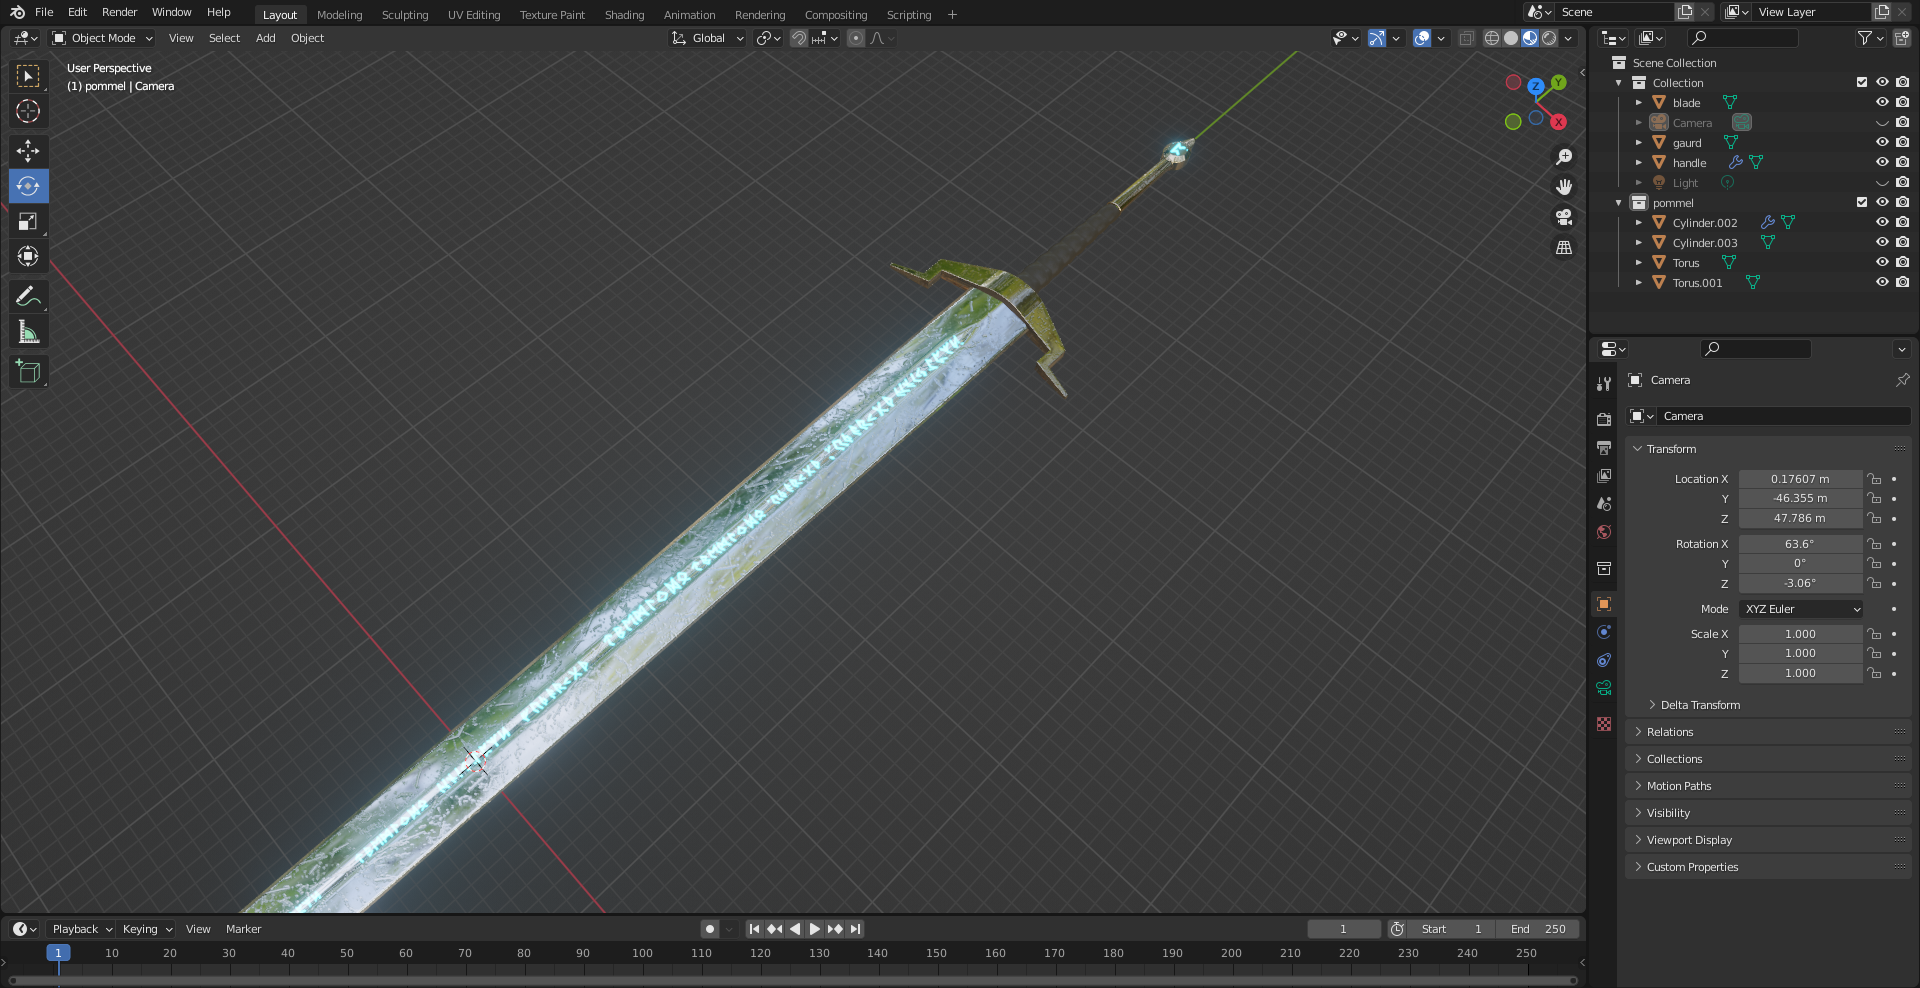 File Edit Render Window Help Layout Modeling Sculpting UV Editing Texture Paint Shading Animation Rendering Compositing Scripting + Scene View Layer
Object Mode View Select Add Object Global
User Perspective
(1) pommel | Camera
Z Y X
Scene Collection
Collection
blade
Camera
gaurd
handle
Light
pommel
Cylinder.002
Cylinder.003
Torus
Torus.001
Camera
Camera
Transform
Location X 0.17607 m
Y -46.355 m
Z 47.786 m
Rotation X 63.6°
Y 0°
Z -3.06°
Mode XYZ Euler
Scale X 1.000
Y 1.000
Z 1.000
Delta Transform
Relations
Collections
Motion Paths
Visibility
Viewport Display
Custom Properties
Playback Keying View Marker 1 Start 1 End 250
1 10 20 30 40 50 60 70 80 90 100 110 120 130 140 150 160 170 180 190 200 210 220 230 240 250